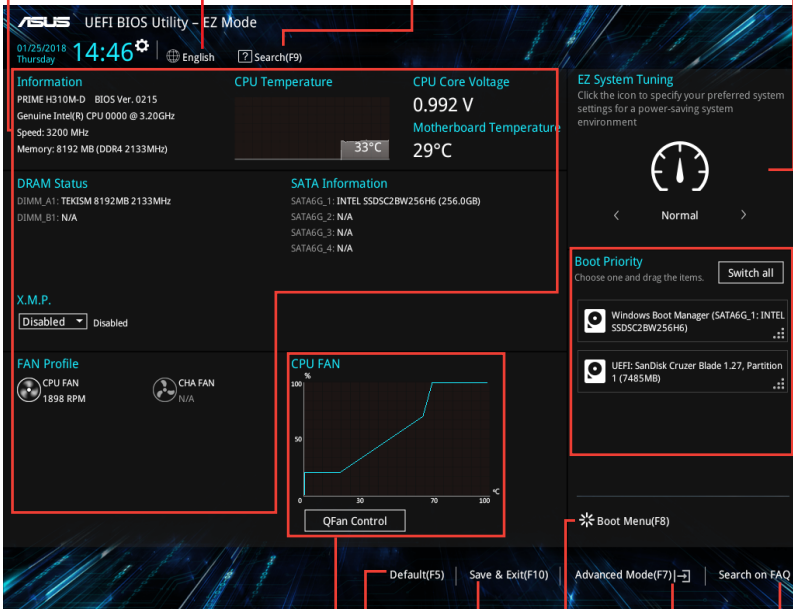 ASUS UEFI BIOS Utility – EZ Mode
01/25/2018
Thursday
14:46
English
Search(F9)
Information
PRIME H310M-D BIOS Ver. 0215
Genuine Intel(R) CPU 0000 @ 3.20GHz
Speed: 3200 MHz
Memory: 8192 MB (DDR4 2133MHz)
CPU Temperature
33°C
CPU Core Voltage
0.992 V
Motherboard Temperature
29°C
EZ System Tuning
Click the icon to specify your preferred system
settings for a power-saving system
environment
Normal
DRAM Status
DIMM_A1: TEKISM 8192MB 2133MHz
DIMM_B1: N/A
SATA Information
SATA6G_1: INTEL SSDSC2BW256H6 (256.0GB)
SATA6G_2: N/A
SATA6G_3: N/A
SATA6G_4: N/A
Boot Priority
Choose one and drag the items.
Switch all
Windows Boot Manager (SATA6G_1: INTEL
SSDSC2BW256H6)
UEFI: SanDisk Cruzer Blade 1.27, Partition
1 (7485MB)
X.M.P.
Disabled
Disabled
FAN Profile
CPU FAN
1898 RPM
CHA FAN
N/A
CPU FAN
%
100
50
0
30
70
100
°C
QFan Control
Boot Menu(F8)
Default(F5)
Save & Exit(F10)
Advanced Mode(F7)
Search on FAQ